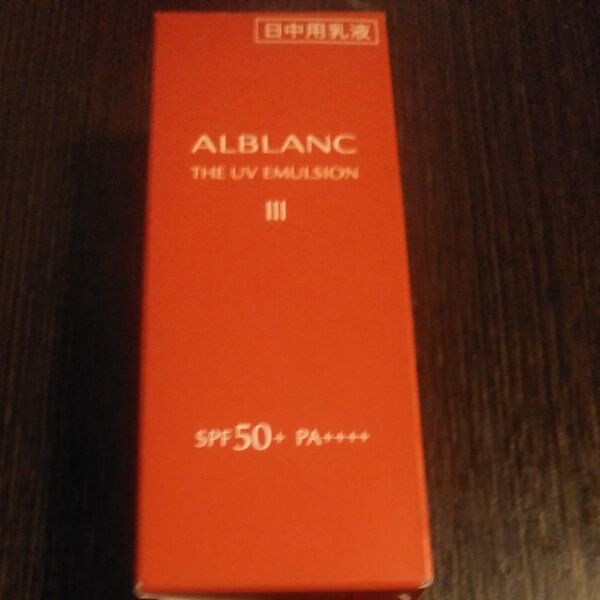 日中用乳液
ALBLANC
THE UV EMULSION
III
SPF50+ PA++++